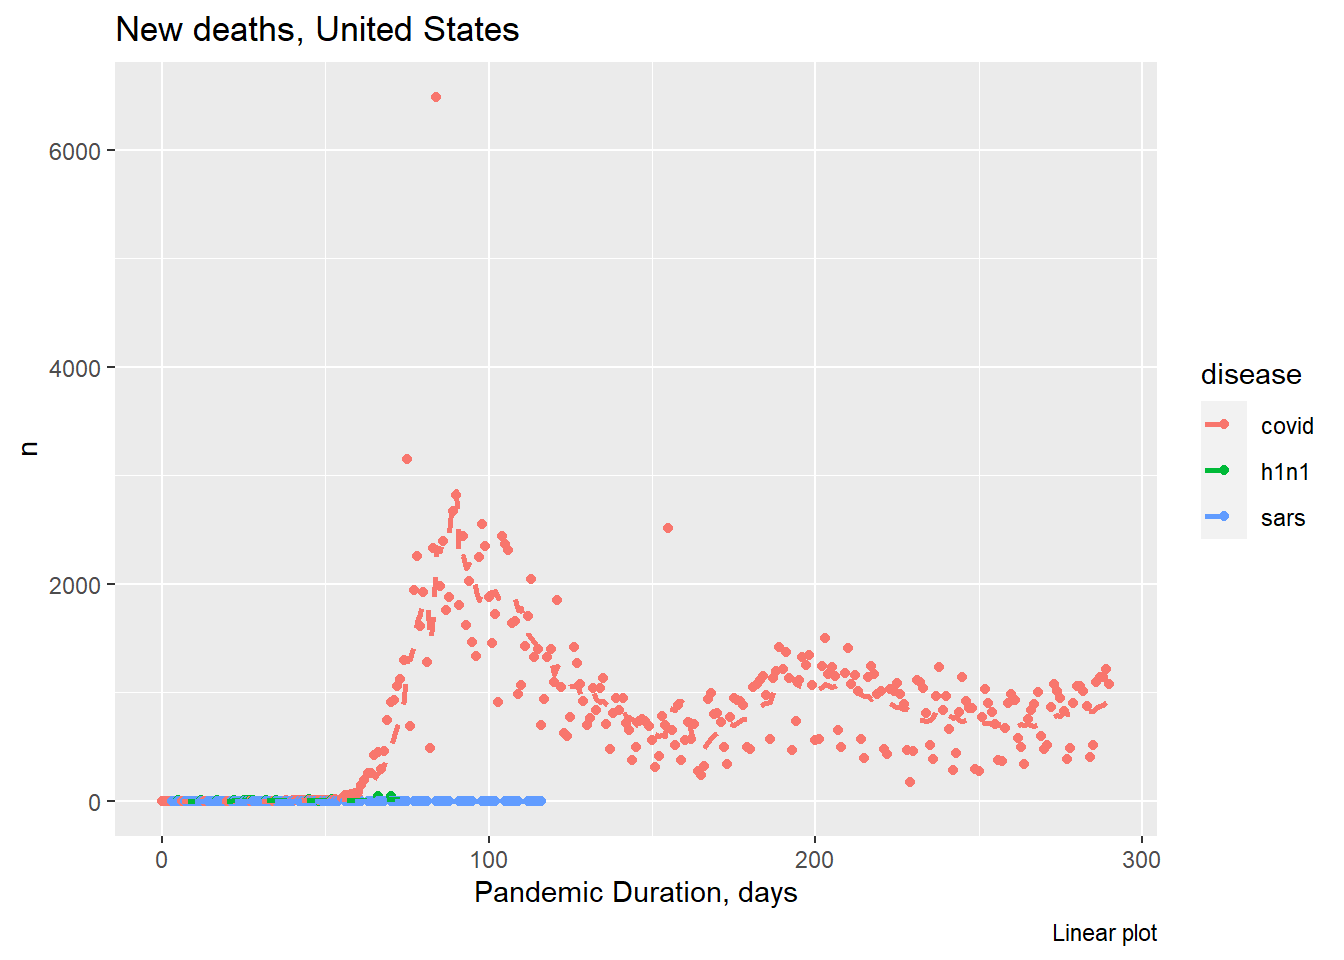 New deaths, United States
6000
4000
2000
0
n
0
100
200
300
Pandemic Duration, days
disease
covid
h1n1
sars
Linear plot